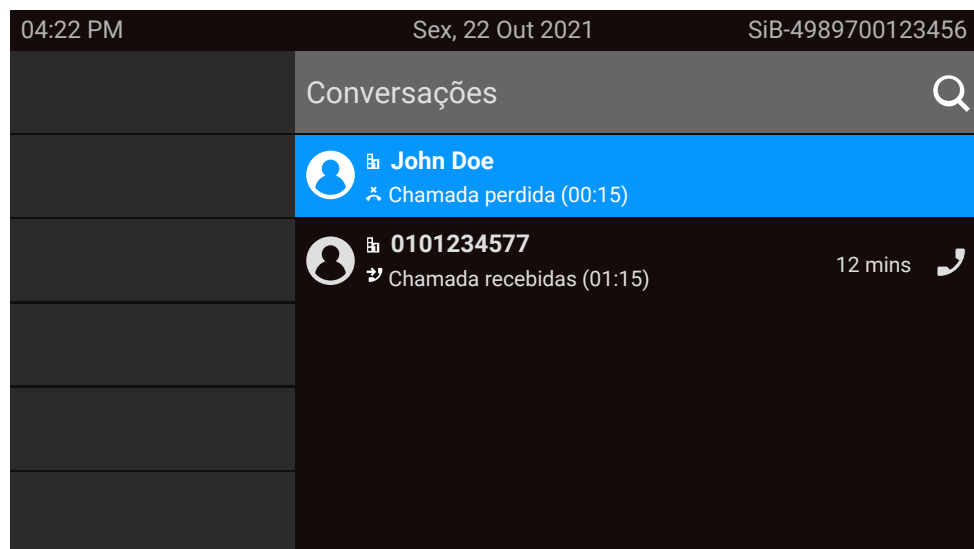 04:22 PM Sex, 22 Out 2021 SiB-4989700123456
Conversações
John Doe
Chamada perdida (00:15)
0101234577
Chamada recebidas (01:15) 12 mins